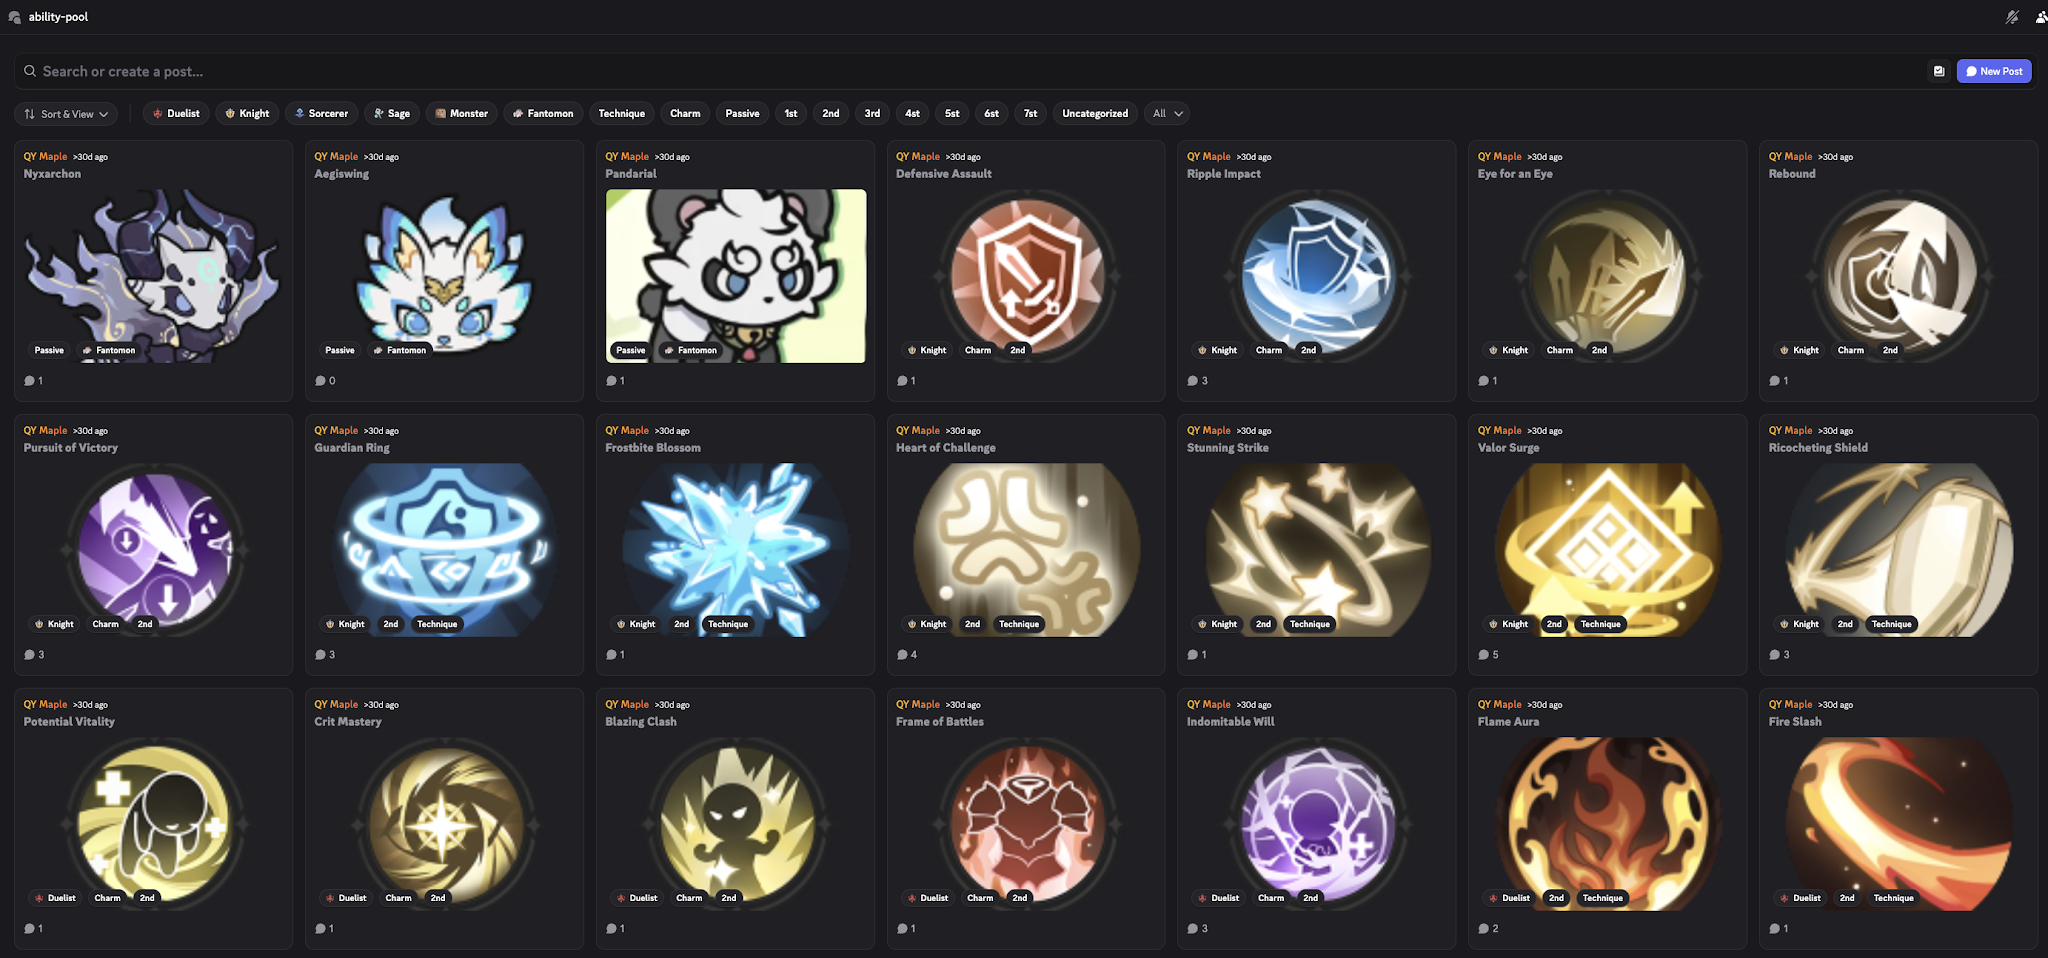 ability-pool
Search or create a post...
New Post
Sort & View
Duelist
Knight
Sorcerer
Sage
Monster
Fantomon
Technique
Charm
Passive
1st
2nd
3rd
4st
5st
6st
7st
Uncategorized
All
QY Maple >30d ago
Nyxarchon
Passive Fantomon
1
QY Maple >30d ago
Aegiswing
Passive Fantomon
0
QY Maple >30d ago
Pandarial
Passive Fantomon
1
QY Maple >30d ago
Defensive Assault
Knight Charm 2nd
1
QY Maple >30d ago
Ripple Impact
Knight Charm 2nd
3
QY Maple >30d ago
Eye for an Eye
Knight Charm 2nd
1
QY Maple >30d ago
Rebound
Knight Charm 2nd
1
QY Maple >30d ago
Pursuit of Victory
Knight Charm 2nd
3
QY Maple >30d ago
Guardian Ring
Knight 2nd Technique
3
QY Maple >30d ago
Frostbite Blossom
Knight 2nd Technique
1
QY Maple >30d ago
Heart of Challenge
Knight 2nd Technique
4
QY Maple >30d ago
Stunning Strike
Knight 2nd Technique
1
QY Maple >30d ago
Valor Surge
Knight 2nd Technique
5
QY Maple >30d ago
Ricocheting Shield
Knight 2nd Technique
3
QY Maple >30d ago
Potential Vitality
Duelist Charm 2nd
1
QY Maple >30d ago
Crit Mastery
Duelist Charm 2nd
1
QY Maple >30d ago
Blazing Clash
Duelist Charm 2nd
1
QY Maple >30d ago
Frame of Battles
Duelist Charm 2nd
1
QY Maple >30d ago
Indomitable Will
Duelist Charm 2nd
3
QY Maple >30d ago
Flame Aura
Duelist 2nd Technique
2
QY Maple >30d ago
Fire Slash
Duelist 2nd Technique
1